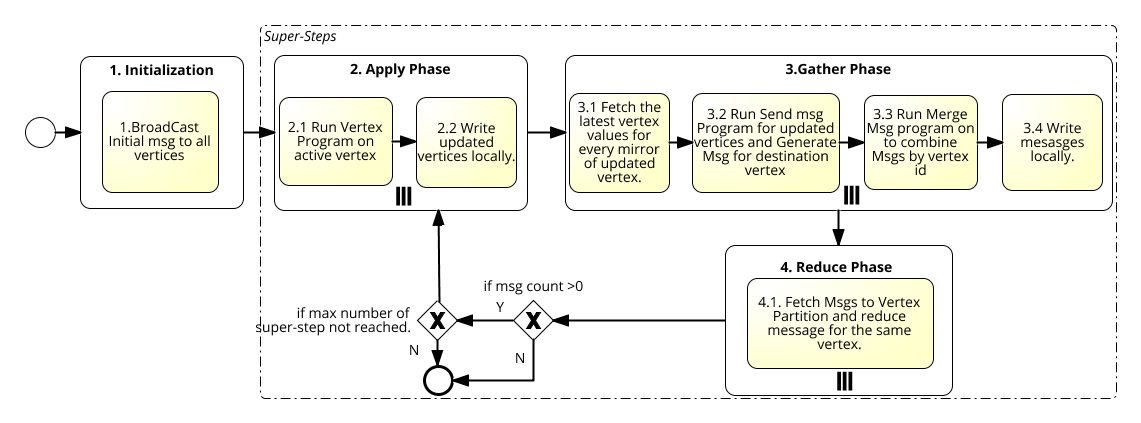 Super-Steps
1. Initialization
1.BroadCast
Initial msg to all
vertices
2. Apply Phase
2.1 Run Vertex
Program on
active vertex
2.2 Write
updated
vertices locally.
3.Gather Phase
3.1 Fetch the
latest vertex
values for
every mirror
of updated
vertex.
3.2 Run Send msg
Program for updated
vertices and Generate
Msg for destination
vertex
3.3 Run Merge
Msg program on
to combine
Msgs by vertex
id
3.4 Write
mesasges
locally.
4. Reduce Phase
4.1. Fetch Msgs to Vertex
Partition and reduce
message for the same
vertex.
if msg count >0
Y
N
if max number of
super-step not reached.
N